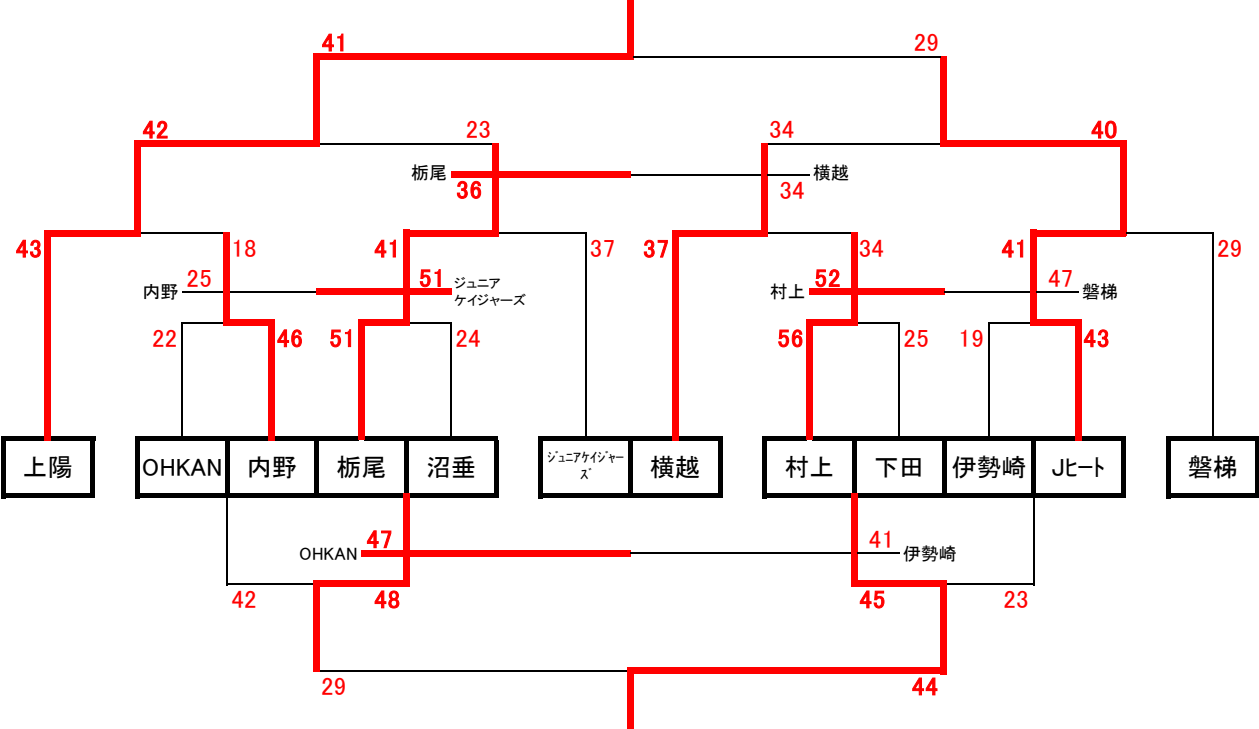 41 29
42 23 34 40
栃尾 36 34 横越
43 18 41 37 37 34 41 29
内野 25 51 ジュニア
ケイジャーズ
村上 52 47 磐梯
22 46 51 24 56 25 19 43
上陽 OHKAN 内野 栃尾 沼垂 ｼﾞｭﾆｱｹｲｼﾞｬｰ
ｽﾞ
横越 村上 下田 伊勢崎 Jﾋｰﾄ 磐梯
OHKAN 47 41 伊勢崎
42 48 45 23
29 44